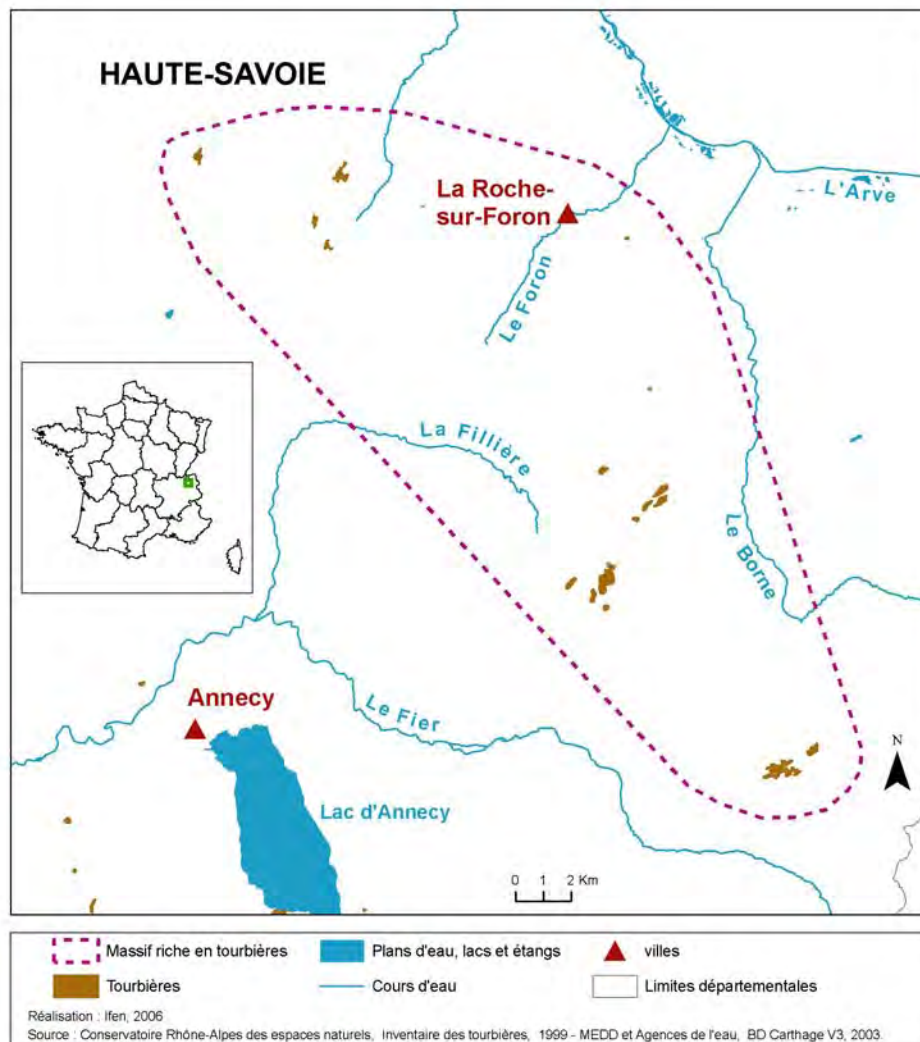 HAUTE-SAVOIE
La Roche-
sur-Foron
L'Arve
Le Foron
La Fillière
Le Borne
Annecy
Le Fier
Lac d'Annecy
N
0 1 2 Km
Massif riche en tourbières
Plans d'eau, lacs et étangs
villes
Tourbières
Cours d'eau
Limites départementales
Réalisation : Ifen, 2006
Source : Conservatoire Rhône-Alpes des espaces naturels, Inventaire des tourbières, 1999 - MEDD et Agences de l'eau, BD Carthage V3, 2003.